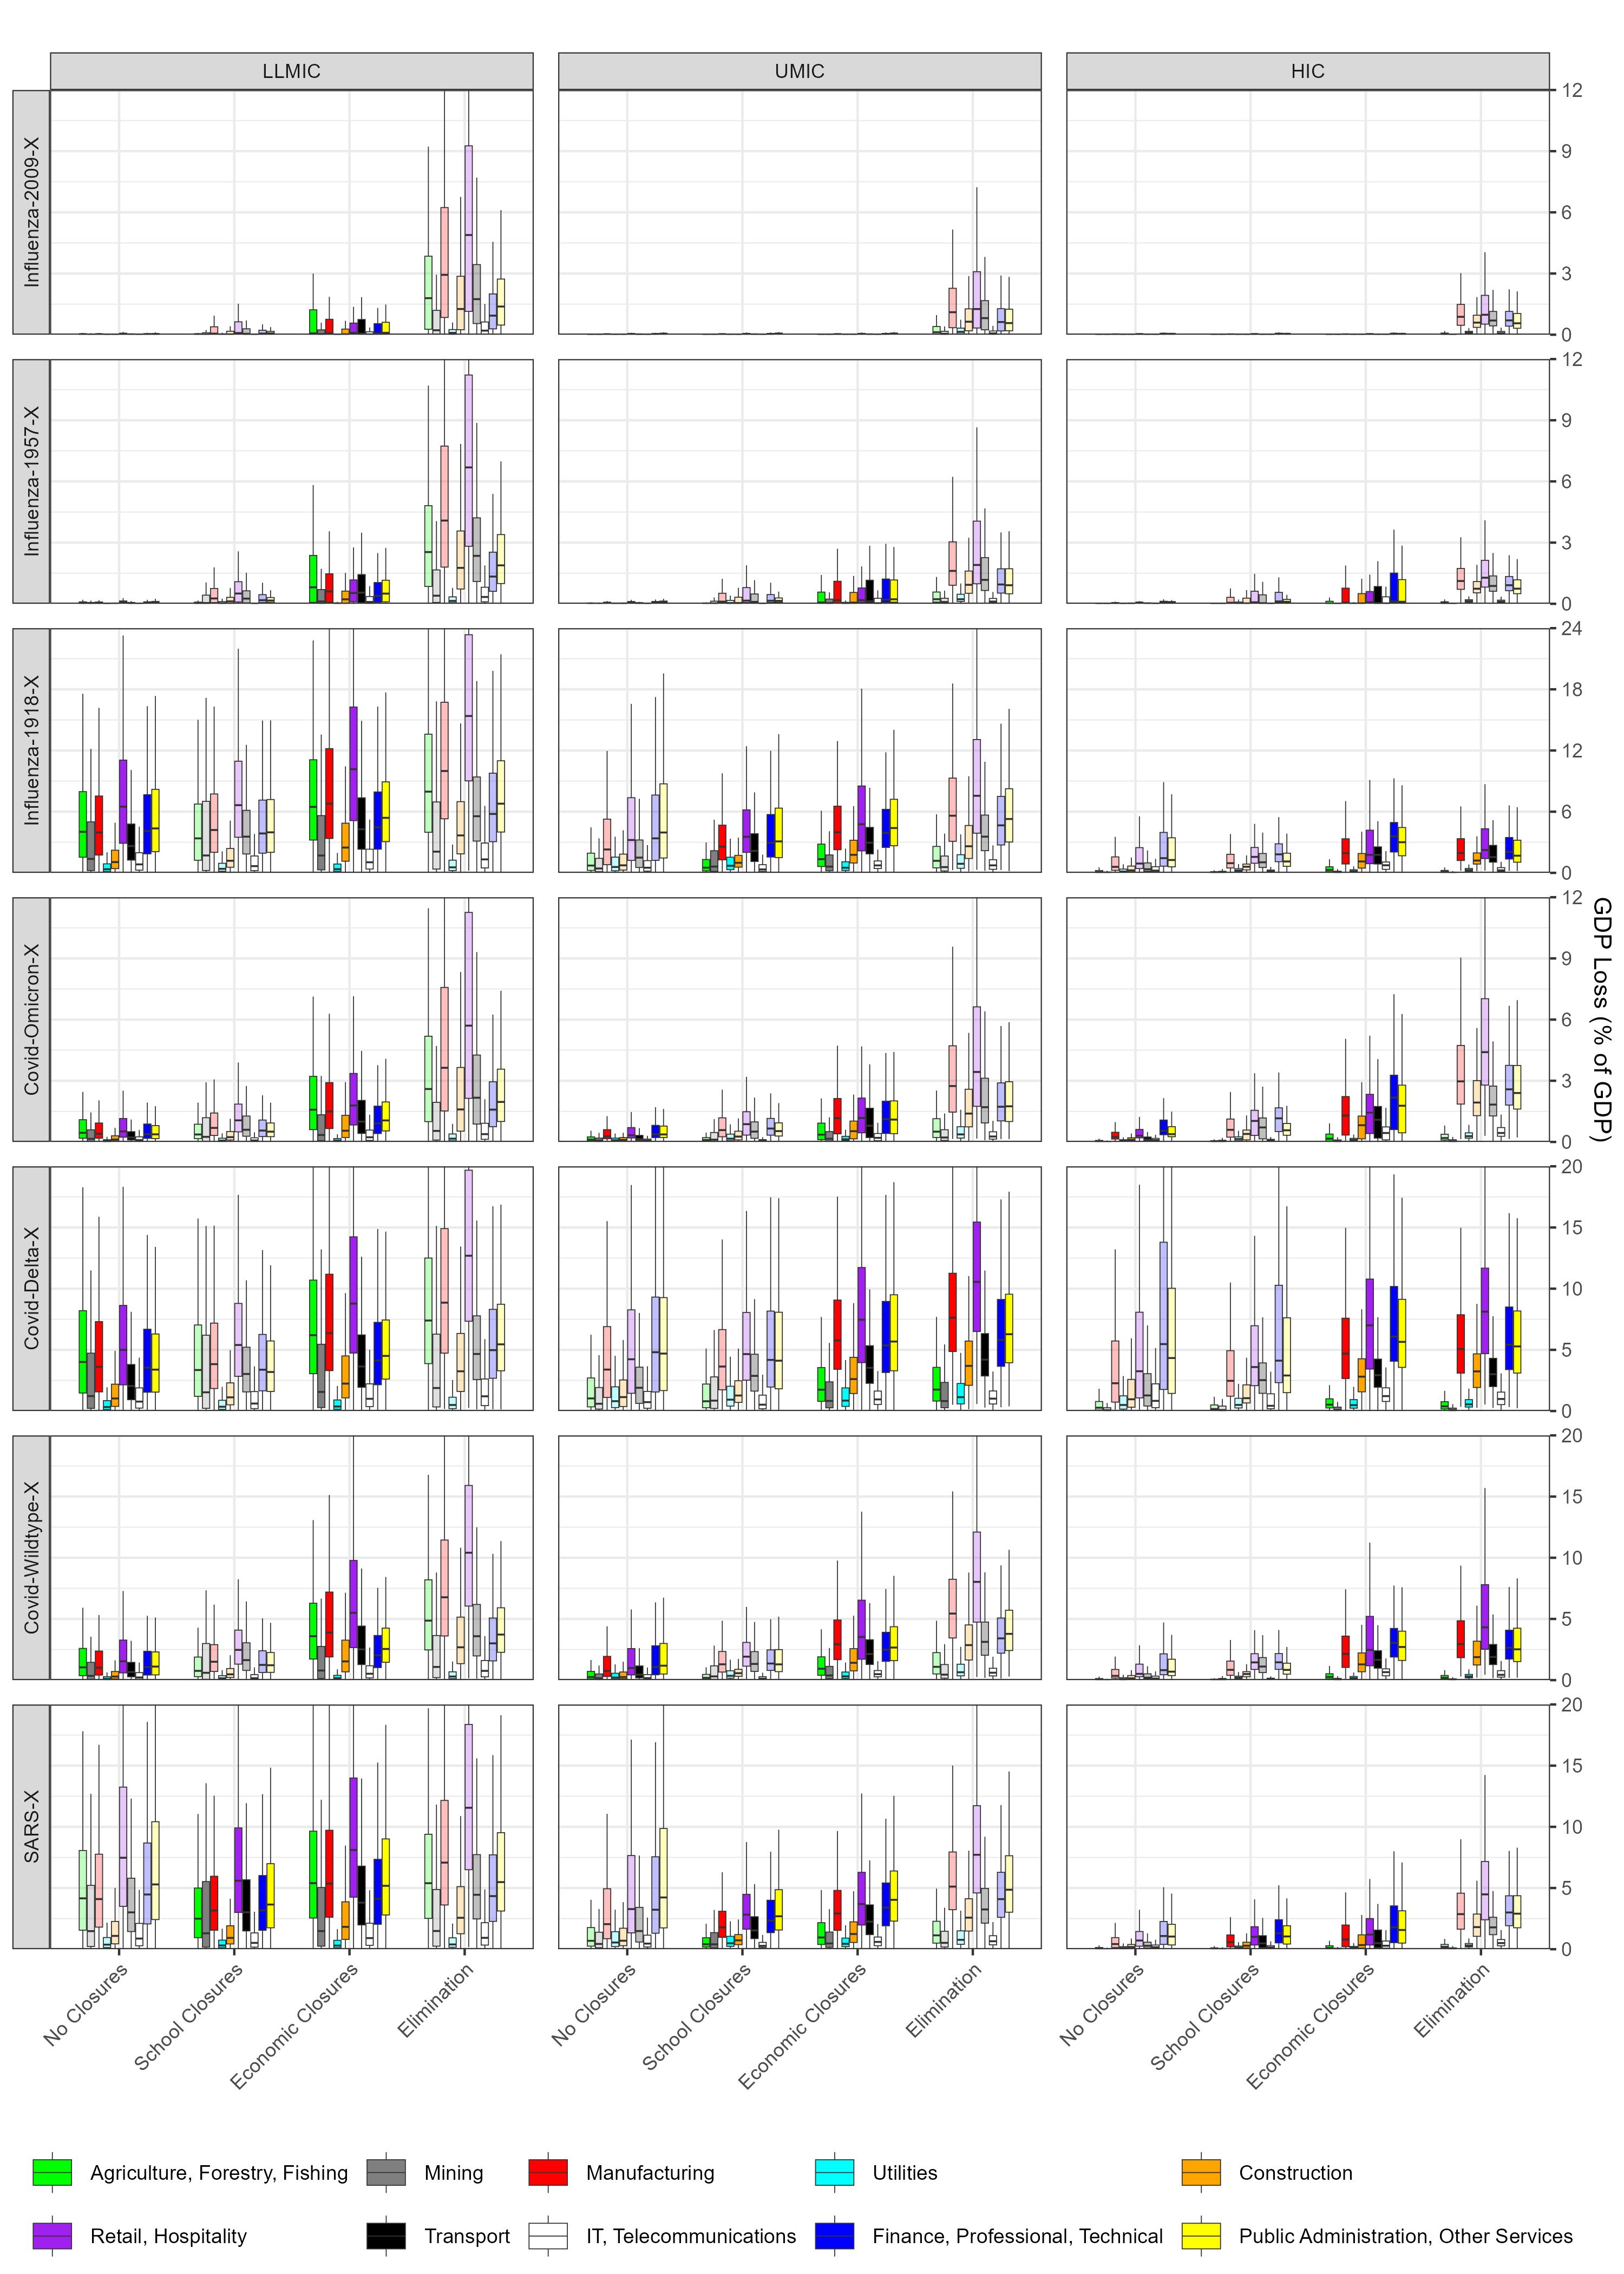 LLMIC UMIC HIC
Influenza-2009-X
12
9
6
3
0
Influenza-1957-X
12
9
6
3
0
Influenza-1918-X
24
18
12
6
0
Covid-Omicron-X
12
9
6
3
0
GDP Loss (% of GDP)
Covid-Delta-X
20
15
10
5
0
Covid-Wildtype-X
20
15
10
5
0
SARS-X
20
15
10
5
0
No Closures School Closures Economic Closures Elimination No Closures School Closures Economic Closures Elimination No Closures School Closures Economic Closures Elimination
Agriculture, Forestry, Fishing Mining Manufacturing Utilities Construction
Retail, Hospitality Transport IT, Telecommunications Finance, Professional, Technical Public Administration, Other Services